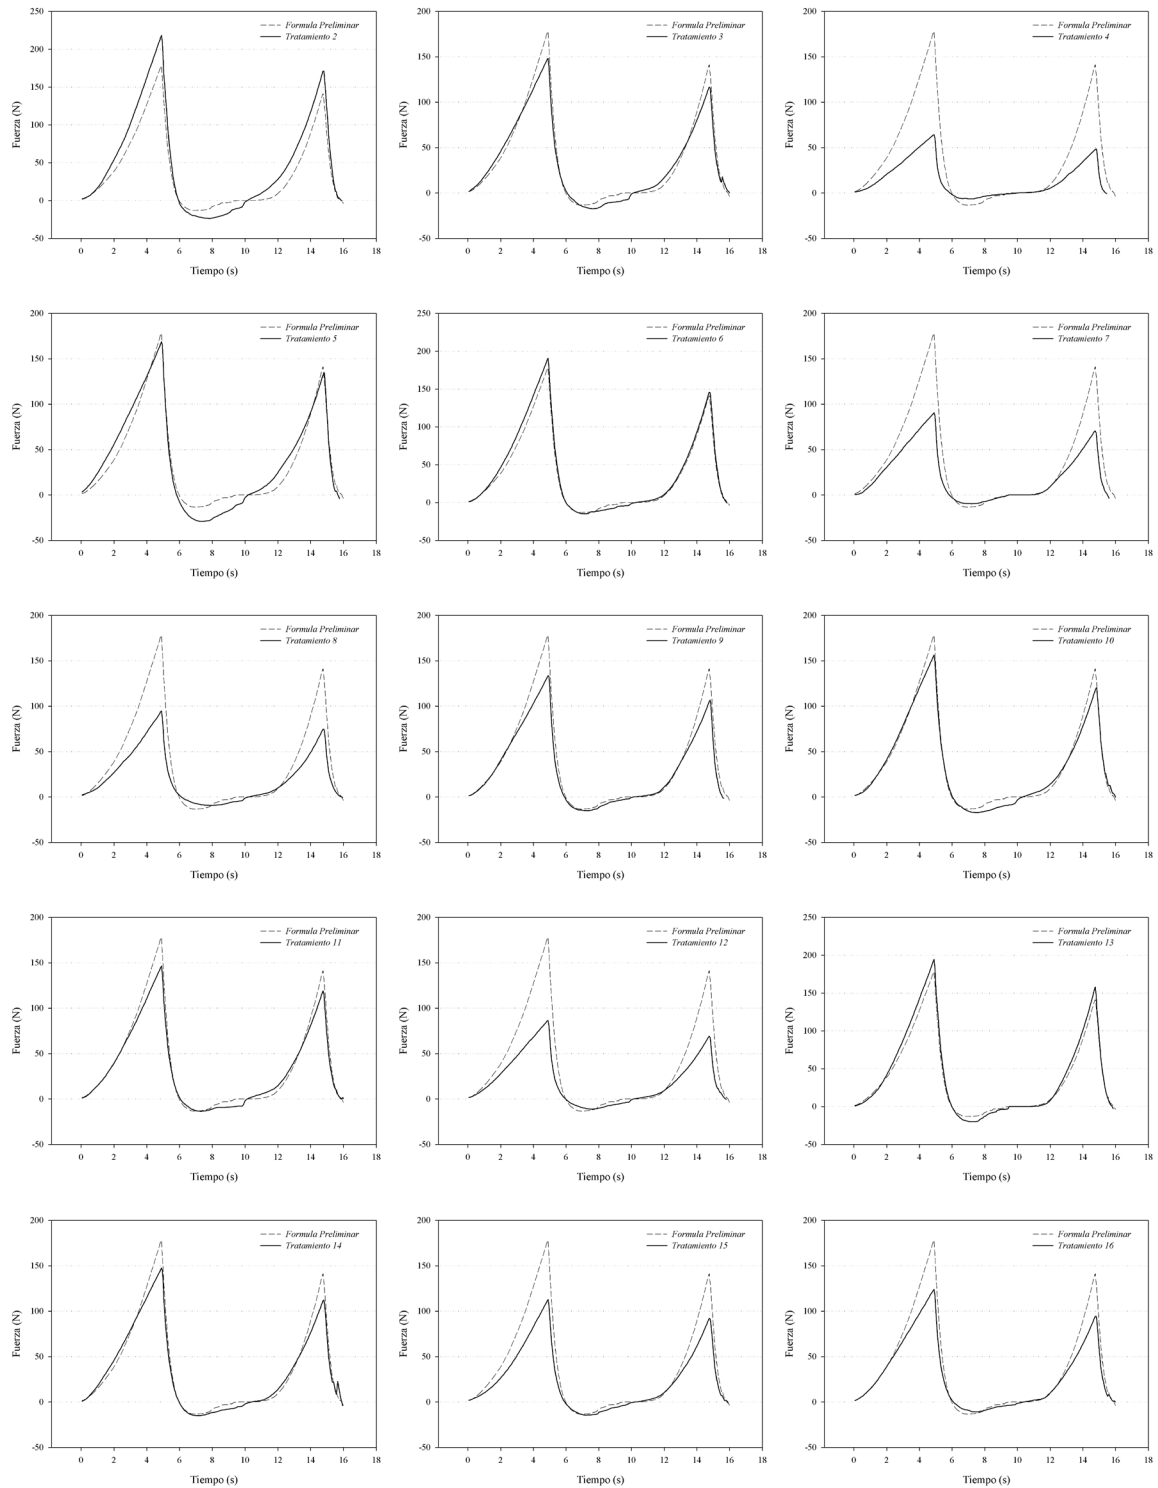 250
200
150
100
50
0
-50
Fuerza (N)
Formula Preliminar
Tratamiento 2
0 2 4 6 8 10 12 14 16 18
Tiempo (s)
200
150
100
50
0
-50
Fuerza (N)
Formula Preliminar
Tratamiento 3
0 2 4 6 8 10 12 14 16 18
Tiempo (s)
200
150
100
50
0
-50
Fuerza (N)
Formula Preliminar
Tratamiento 4
0 2 4 6 8 10 12 14 16 18
Tiempo (s)
200
150
100
50
0
-50
Fuerza (N)
Formula Preliminar
Tratamiento 5
0 2 4 6 8 10 12 14 16 18
Tiempo (s)
250
200
150
100
50
0
-50
Fuerza (N)
Formula Preliminar
Tratamiento 6
0 2 4 6 8 10 12 14 16 18
Tiempo (s)
200
150
100
50
0
-50
Fuerza (N)
Formula Preliminar
Tratamiento 7
0 2 4 6 8 10 12 14 16 18
Tiempo (s)
200
150
100
50
0
-50
Fuerza (N)
Formula Preliminar
Tratamiento 8
0 2 4 6 8 10 12 14 16 18
Tiempo (s)
200
150
100
50
0
-50
Fuerza (N)
Formula Preliminar
Tratamiento 9
0 2 4 6 8 10 12 14 16 18
Tiempo (s)
200
150
100
50
0
-50
Fuerza (N)
Formula Preliminar
Tratamiento 10
0 2 4 6 8 10 12 14 16 18
Tiempo (s)
200
150
100
50
0
-50
Fuerza (N)
Formula Preliminar
Tratamiento 11
0 2 4 6 8 10 12 14 16 18
Tiempo (s)
200
150
100
50
0
-50
Fuerza (N)
Formula Preliminar
Tratamiento 12
0 2 4 6 8 10 12 14 16 18
Tiempo (s)
250
200
150
100
50
0
-50
Fuerza (N)
Formula Preliminar
Tratamiento 13
0 2 4 6 8 10 12 14 16 18
Tiempo (s)
200
150
100
50
0
-50
Fuerza (N)
Formula Preliminar
Tratamiento 14
0 2 4 6 8 10 12 14 16 18
Tiempo (s)
200
150
100
50
0
-50
Fuerza (N)
Formula Preliminar
Tratamiento 15
0 2 4 6 8 10 12 14 16 18
Tiempo (s)
200
150
100
50
0
-50
Fuerza (N)
Formula Preliminar
Tratamiento 16
0 2 4 6 8 10 12 14 16 18
Tiempo (s)